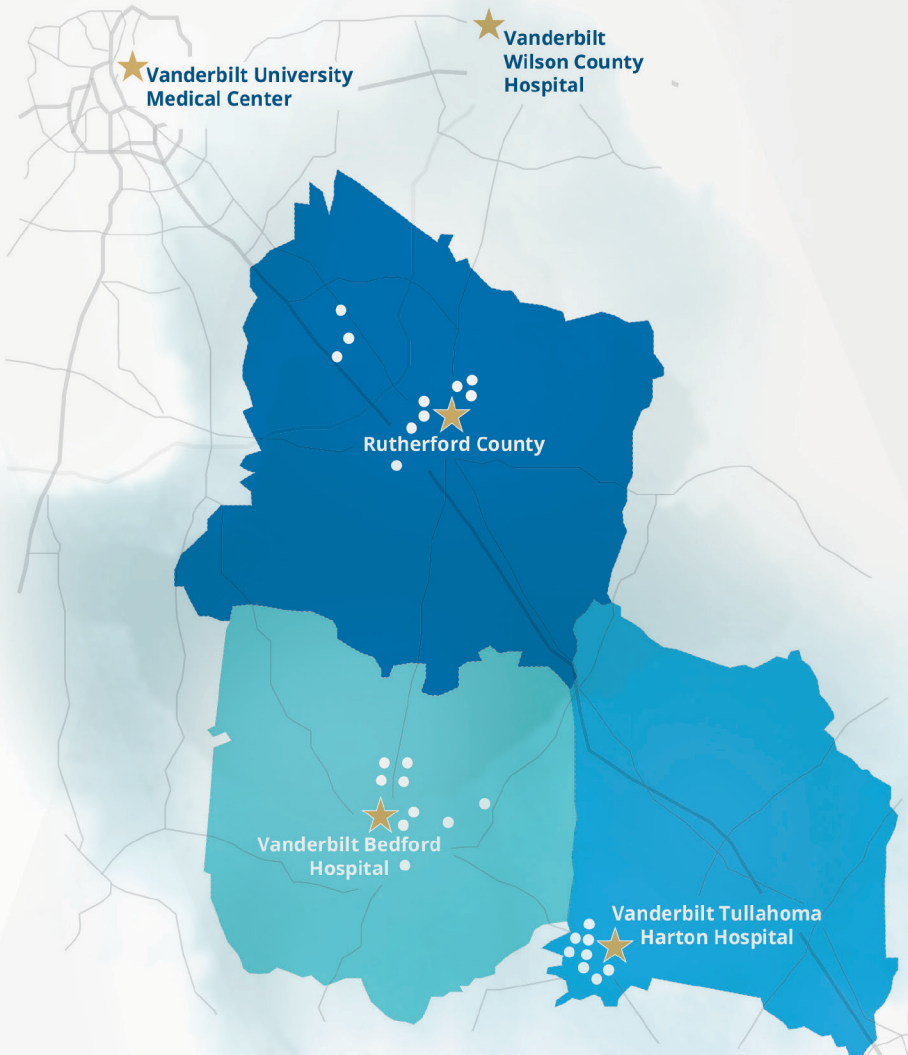 Vanderbilt
Wilson County
Hospital
Vanderbilt University
Medical Center
Rutherford County
Vanderbilt Bedford
Hospital
Vanderbilt Tullahoma
Harton Hospital